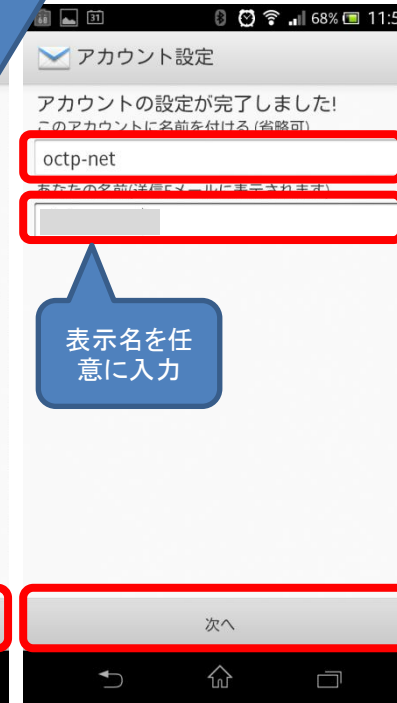 31
68% 11:5
アカウント設定
アカウントの設定が完了しました!
このアカウントに名前を付ける(省略可)
octp-net
あなたの名前(送信Eメールに表示されます)
表示名を任
意に入力
次へ